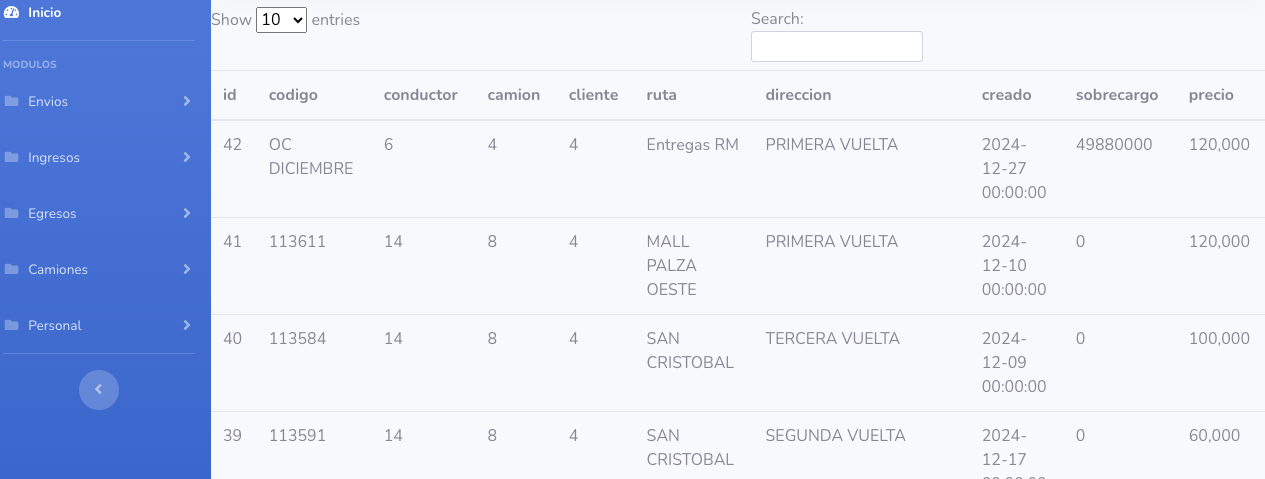 Inicio
MODULOS
Envios
Ingresos
Egresos
Camiones
Personal
Show 10 entries
Search:
id codigo conductor camion cliente ruta direccion creado sobrecargo precio
42 OC 6 4 4 Entregas RM PRIMERA VUELTA 2024- 49880000 120,000
DICIEMBRE 12-27
00:00:00
41 113611 14 8 4 MALL PRIMERA VUELTA 2024- 0 120,000
PALZA 12-10
OESTE 00:00:00
40 113584 14 8 4 SAN TERCERA VUELTA 2024- 0 100,000
CRISTOBAL 12-09
00:00:00
39 113591 14 8 4 SAN SEGUNDA VUELTA 2024- 0 60,000
CRISTOBAL 12-17